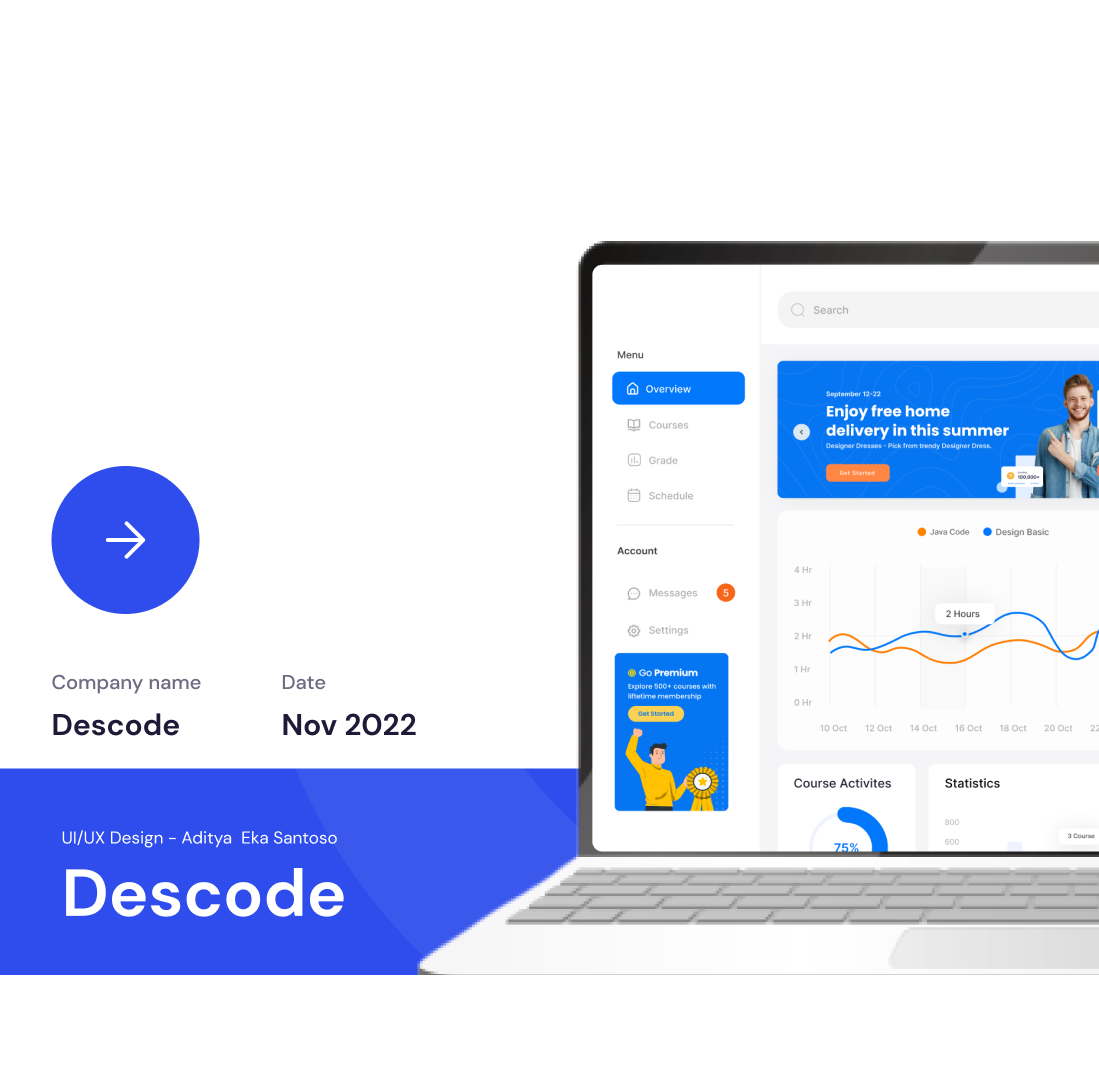 Company name
Descode
Date
Nov 2022
UI/UX Design - Aditya Eka Santoso
Descode
Menu
Overview
Courses
Grade
Schedule
Account
Messages
5
Settings
Go Premium
Explore 500+ courses with
liftetime membership
Get Started
Search
September 12-22
Enjoy free home
delivery in this summer
Designer Dresses - Pick from trendy Designer Dress.
Get Started
100,000+
Java Code
Design Basic
4 Hr
3 Hr
2 Hr
1 Hr
0 Hr
2 Hours
10 Oct
12 Oct
14 Oct
16 Oct
18 Oct
20 Oct
22
Course Activites
75%
Statistics
800
600
3 Course